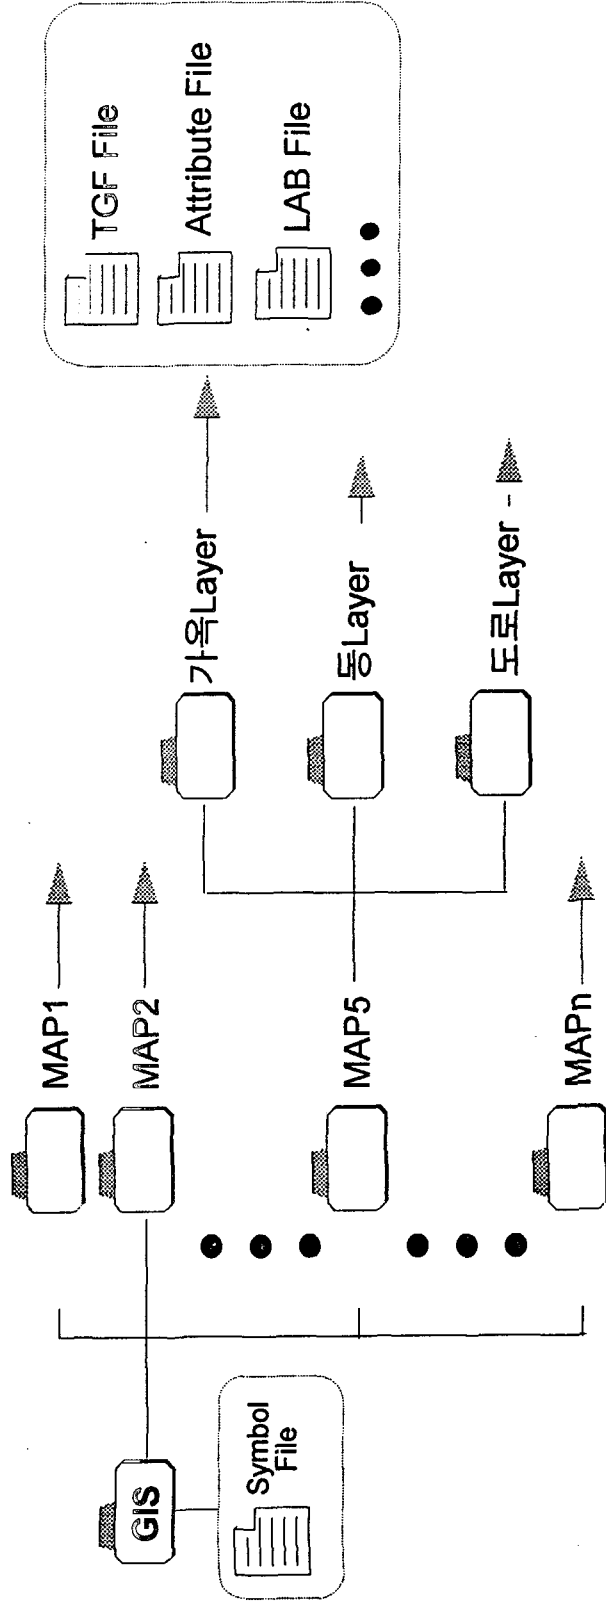 GIS
Symbol
File
MAP1
MAP2
MAP5
MAPn
가옥Layer
동Layer
도로Layer
TGF File
Attribute File
LAB File